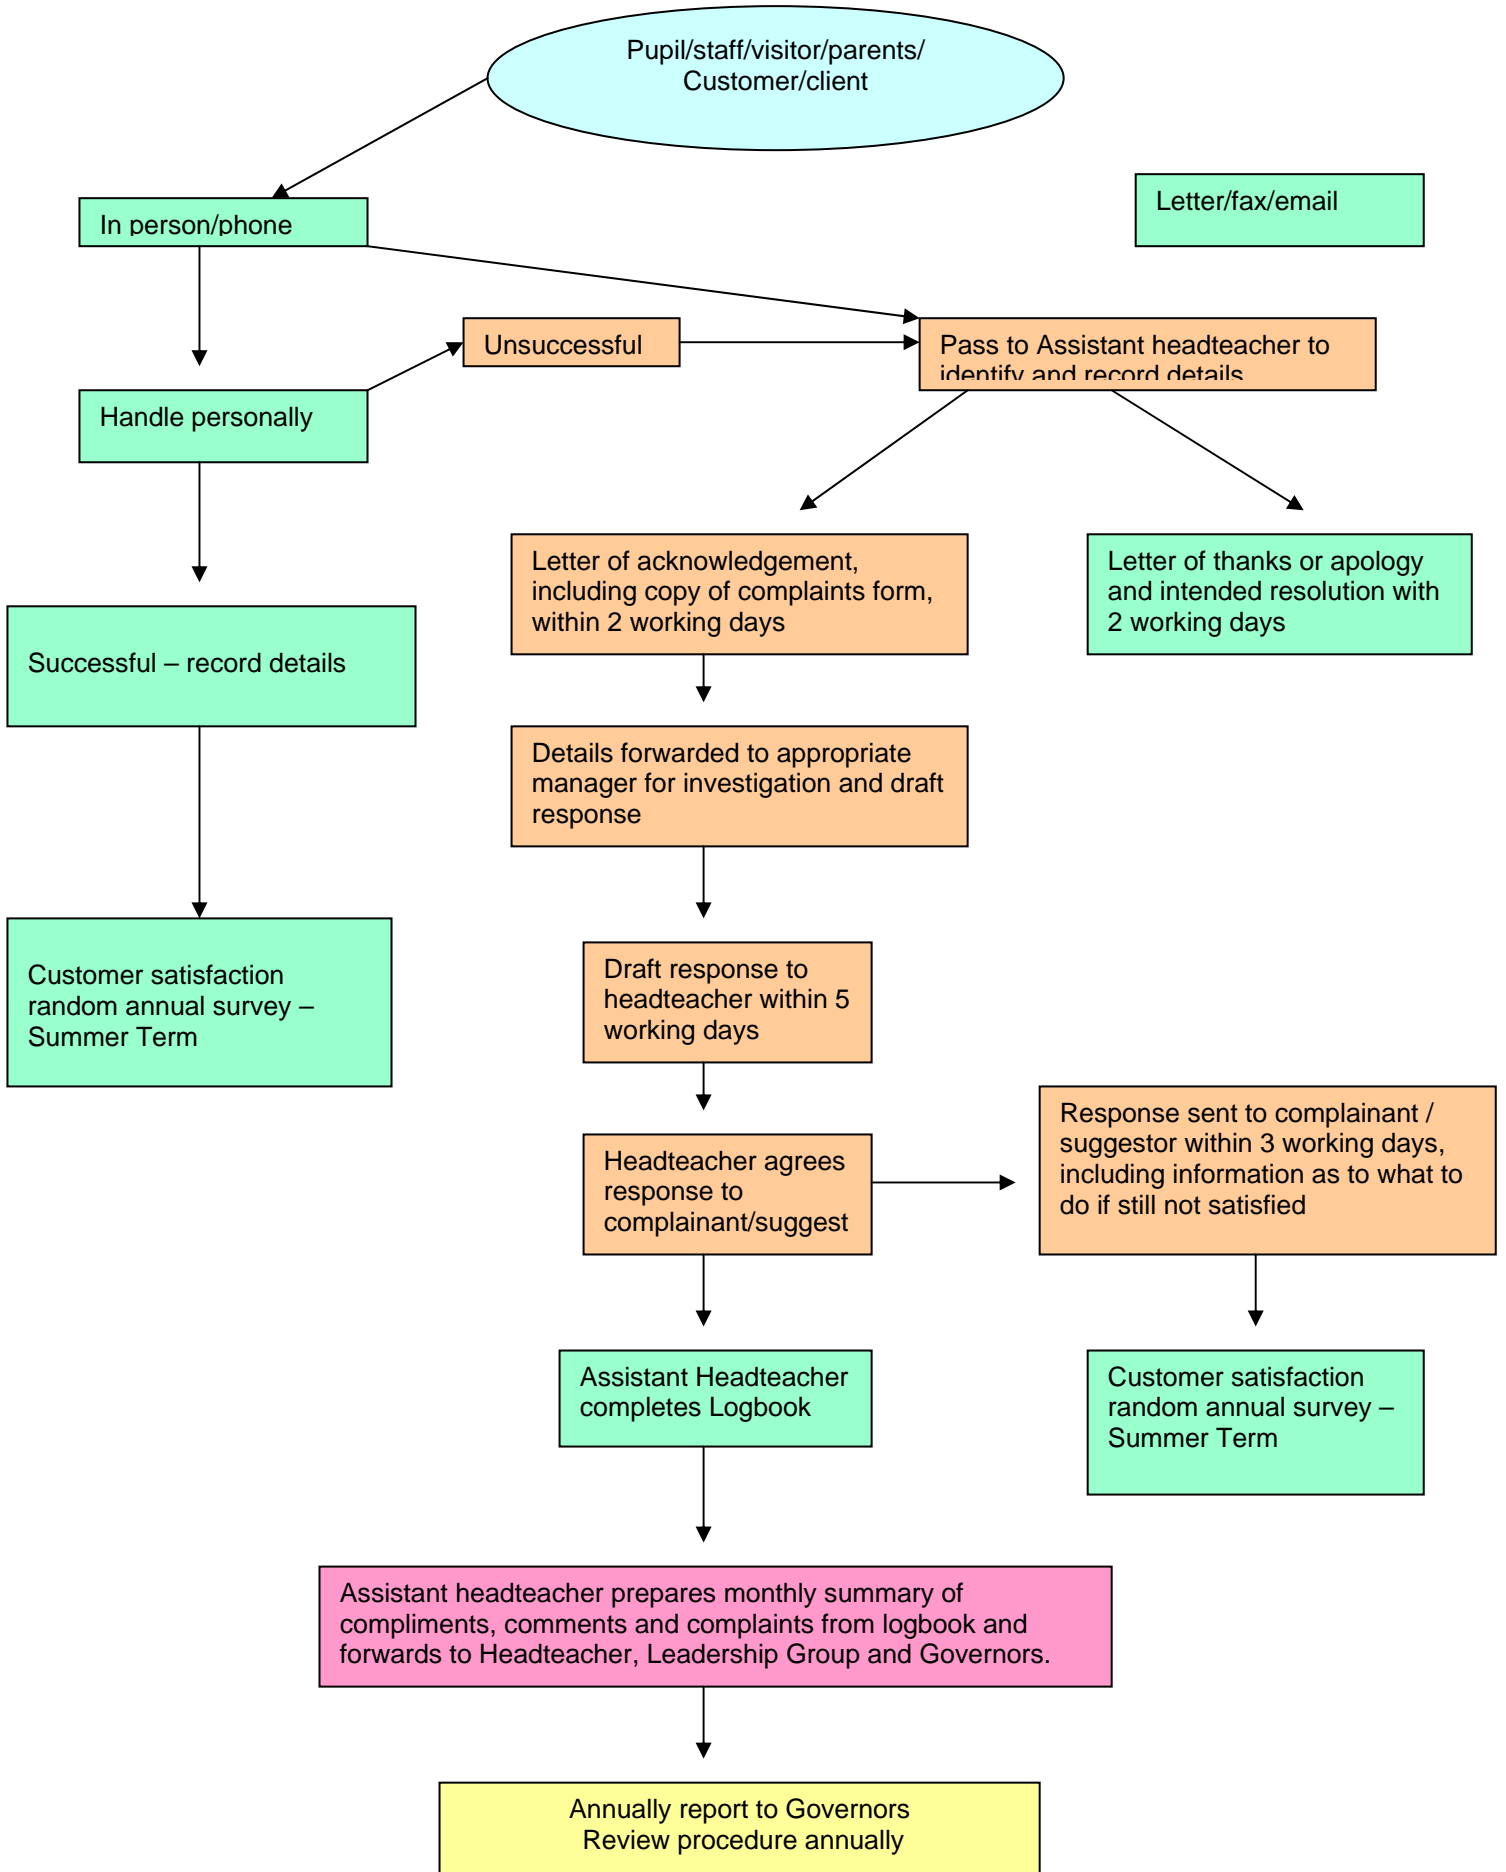 Pupil/staff/visitor/parents/
Customer/client
Letter/fax/email
In person/phone
Unsuccessful
Pass to Assistant headteacher to
identify and record details
Handle personally
Letter of acknowledgement,
including copy of complaints form,
within 2 working days
Letter of thanks or apology
and intended resolution with
2 working days
Successful – record details
Details forwarded to appropriate
manager for investigation and draft
response
Customer satisfaction
random annual survey –
Summer Term
Draft response to
headteacher within 5
working days
Headteacher agrees
response to
complainant/suggest
Response sent to complainant /
suggestor within 3 working days,
including information as to what to
do if still not satisfied
Assistant Headteacher
completes Logbook
Customer satisfaction
random annual survey –
Summer Term
Assistant headteacher prepares monthly summary of
compliments, comments and complaints from logbook and
forwards to Headteacher, Leadership Group and Governors.
Annually report to Governors
Review procedure annually